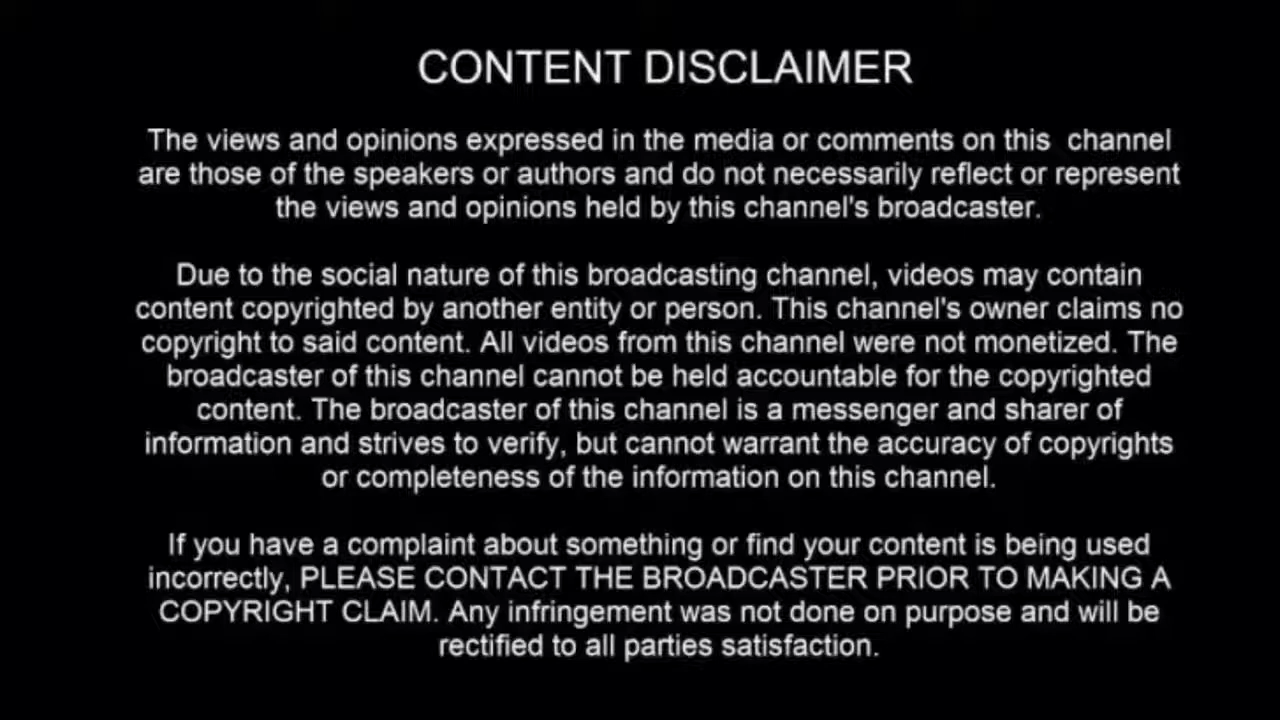 CONTENT DISCLAIMER
The views and opinions expressed in the media or comments on this  channel
are those of the speakers or authors and do not necessarily reflect or represent
the views and opinions held by this channel's broadcaster.
Due to the social nature of this broadcasting channel, videos may contain
content copyrighted by another entity or person. This channel's owner claims no
copyright to said content. All videos from this channel were not monetized. The
broadcaster of this channel cannot be held accountable for the copyrighted
content. The broadcaster of this channel is a messenger and sharer of
information and strives to verify, but cannot warrant the accuracy of copyrights
or completeness of the information on this channel.
If you have a complaint about something or find your content is being used
incorrectly, PLEASE CONTACT THE BROADCASTER PRIOR TO MAKING A
COPYRIGHT CLAIM. Any infringement was not done on purpose and will be
rectified to all parties satisfaction.